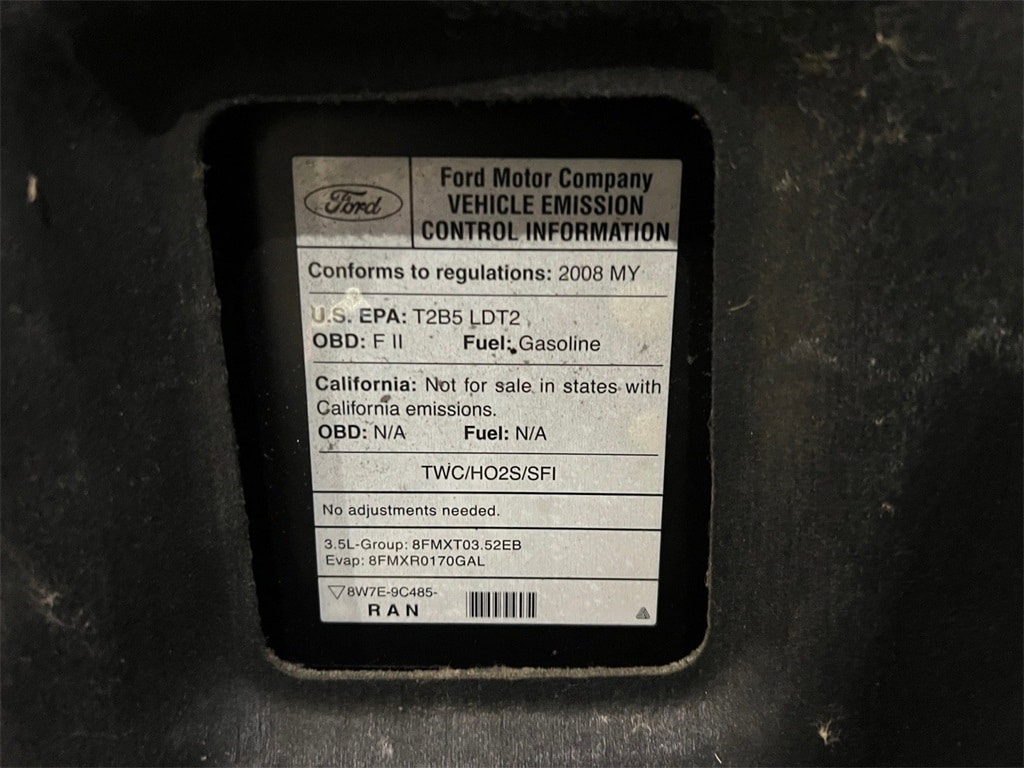 Ford
Ford Motor Company
VEHICLE EMISSION
CONTROL INFORMATION
Conforms to regulations: 2008 MY
U.S. EPA: T2B5 LDT2
OBD: F II Fuel: Gasoline
California: Not for sale in states with
California emissions.
OBD: N/A Fuel: N/A
TWC/HO2S/SFI
No adjustments needed.
3.5L-Group: 8FMXT03.52EB
Evap: 8FMXR0170GAL
8W7E-9C485-
RAN